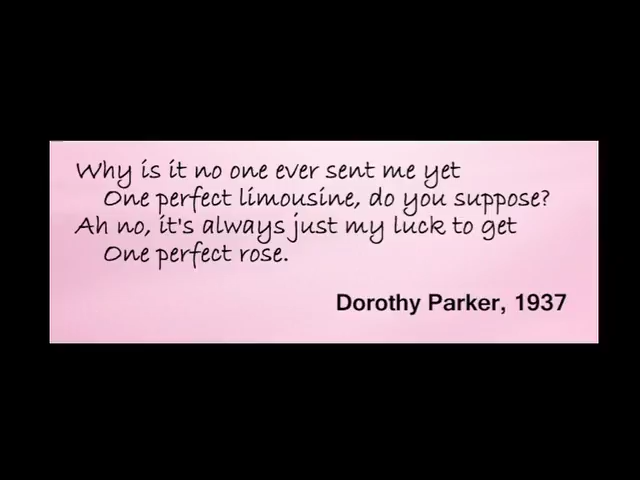 Why is it no one ever sent me yet
One perfect limousine, do you suppose?
Ah no, it's always just my luck to get
One perfect rose.
Dorothy Parker, 1937